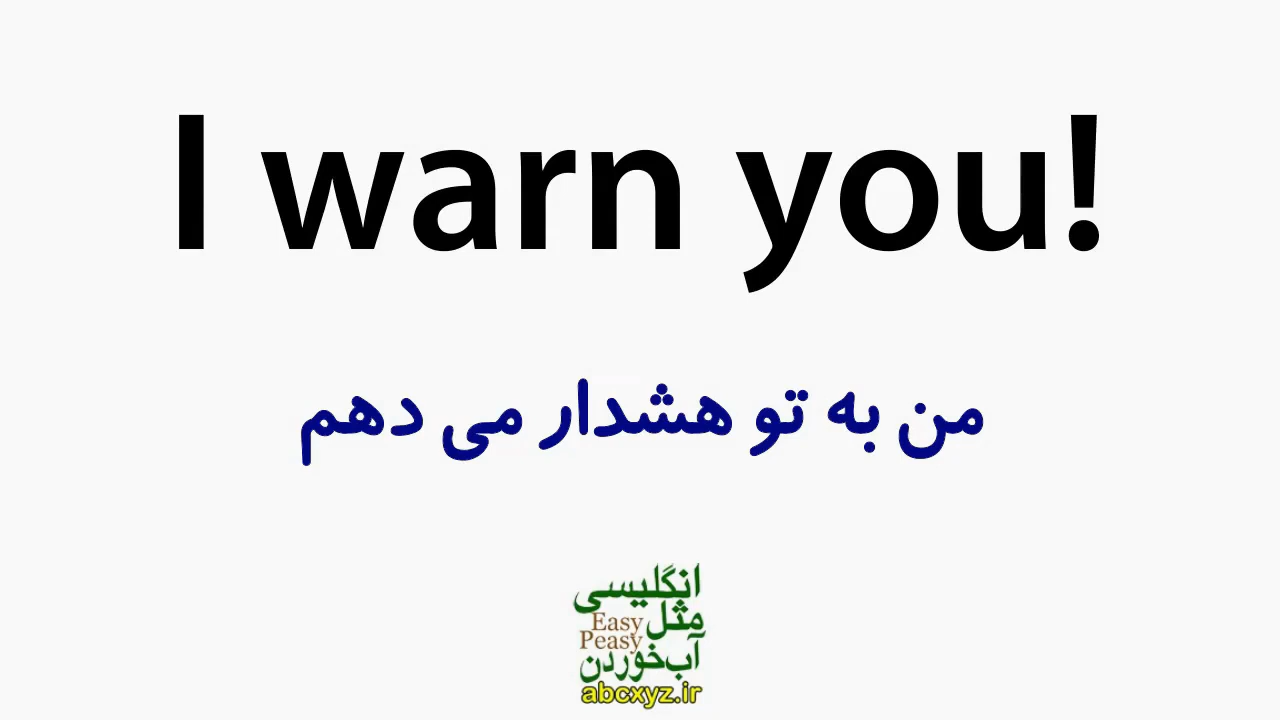 I warn you!
من به تو هشدار می دهم
انگلیسی
مثل
Easy
Peasy
آب‌خوردن
abcxyz.ir